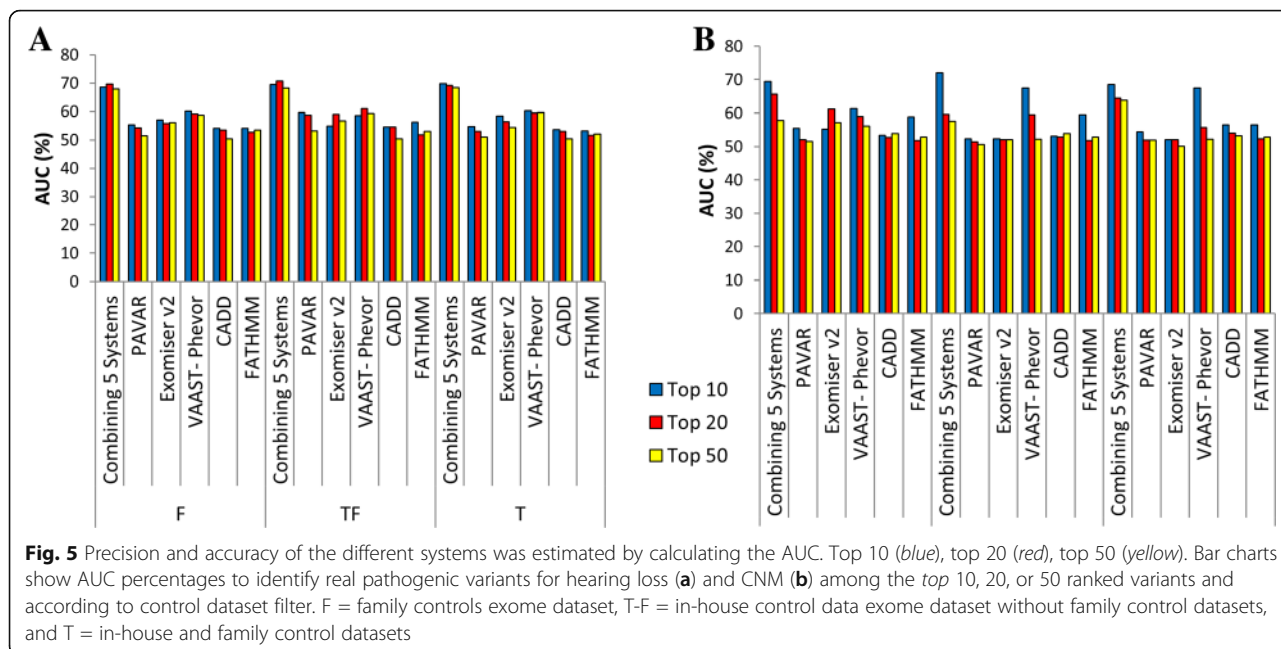 A
AUC (%)
80
70
60
50
40
30
20
10
0
Combining 5 Systems
PAVAR
Exomiser v2
VAAST- Phevor
CADD
FATHMM
Combining 5 Systems
PAVAR
Exomiser v2
VAAST- Phevor
CADD
FATHMM
Combining 5 Systems
PAVAR
Exomiser v2
VAAST- Phevor
CADD
FATHMM
F
TF
T
Top 10
Top 20
Top 50
B
AUC (%)
80
70
60
50
40
30
20
10
0
Combining 5 Systems
PAVAR
Exomiser v2
VAAST- Phevor
CADD
FATHMM
Combining 5 Systems
PAVAR
Exomiser v2
VAAST- Phevor
CADD
FATHMM
Combining 5 Systems
PAVAR
Exomiser v2
VAAST- Phevor
CADD
FATHMM
Fig. 5 Precision and accuracy of the different systems was estimated by calculating the AUC. Top 10 (blue), top 20 (red), top 50 (yellow). Bar charts
show AUC percentages to identify real pathogenic variants for hearing loss (a) and CNM (b) among the top 10, 20, or 50 ranked variants and
according to control dataset filter. F = family controls exome dataset, T-F = in-house control data exome dataset without family control datasets,
and T = in-house and family control datasets